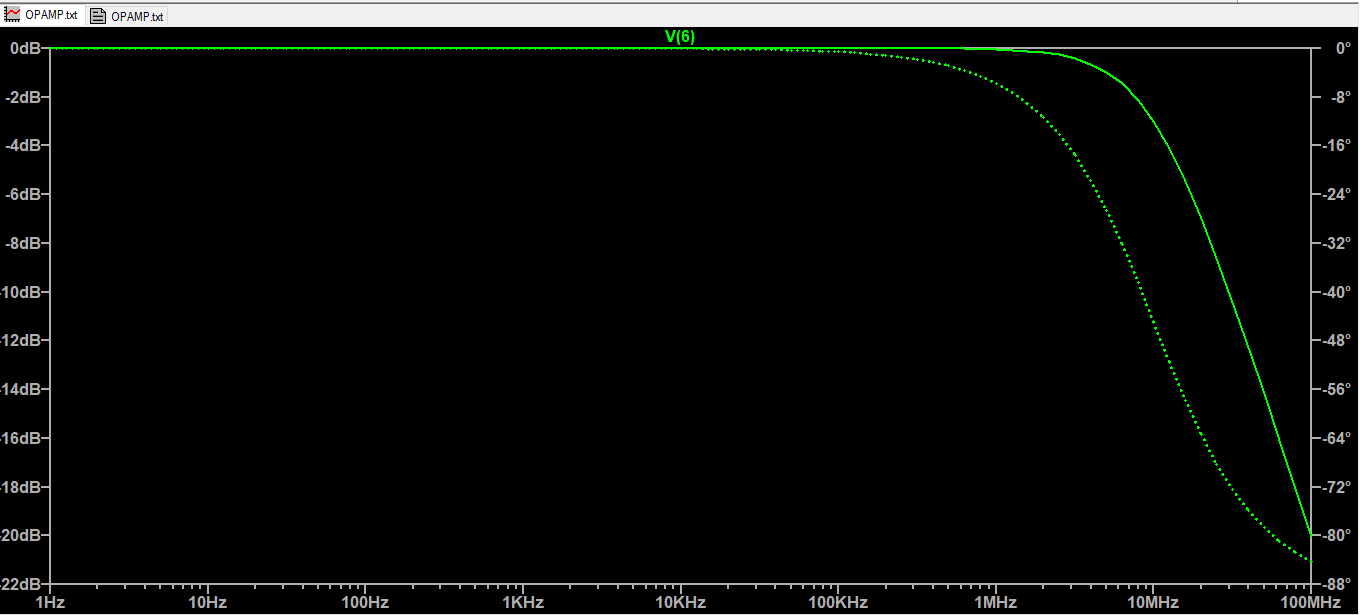 OPAMP.txt OPAMP.txt
V(6)
0dB 0°
-2dB -8°
-4dB -16°
-6dB -24°
-8dB -32°
-10dB -40°
-12dB -48°
-14dB -56°
-16dB -64°
-18dB -72°
-20dB -80°
-22dB -88°
1Hz 10Hz 100Hz 1KHz 10KHz 100KHz 1MHz 10MHz 100MHz